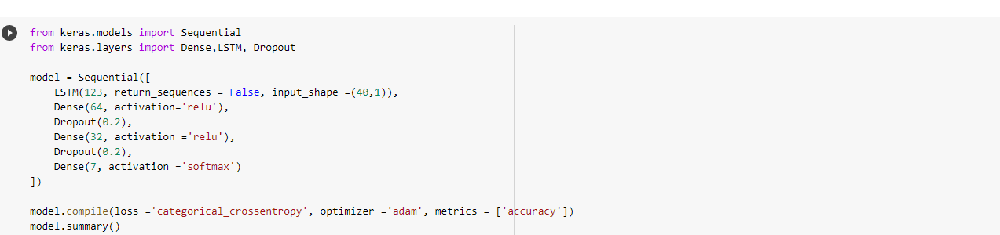 from keras.models import Sequential
from keras.layers import Dense,LSTM, Dropout
model = Sequential([
    LSTM(123, return_sequences = False, input_shape =(40,1)),
    Dense(64, activation='relu'),
    Dropout(0.2),
    Dense(32, activation ='relu'),
    Dropout(0.2),
    Dense(7, activation ='softmax')
])
model.compile(loss ='categorical_crossentropy', optimizer ='adam', metrics = ['accuracy'])
model.summary()